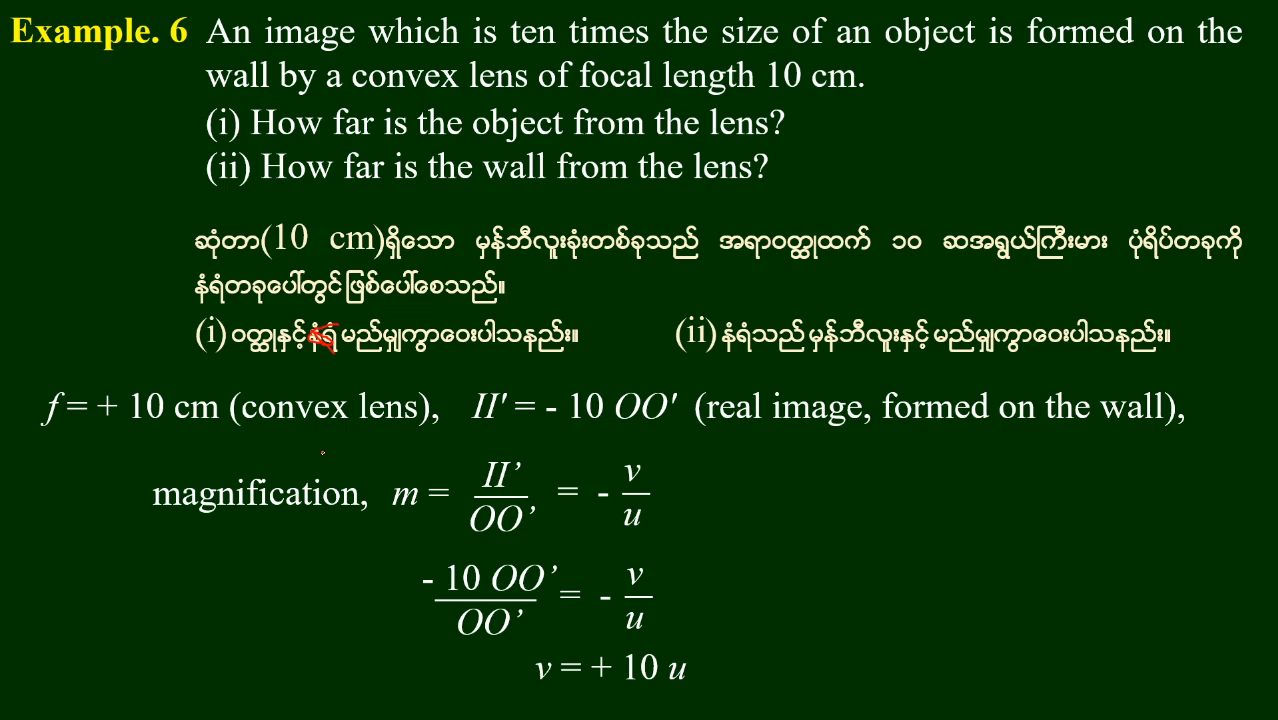 Example. 6 An image which is ten times the size of an object is formed on the
wall by a convex lens of focal length 10 cm.
(i) How far is the object from the lens?
(ii) How far is the wall from the lens?
ဆုံတာ(10 cm)ရှိသော မှန်ဘီလူးခုံးတစ်ခုသည် အရာဝတ္ထုထက် ၁၀ ဆအရွယ်ကြီးမား ပုံရိပ်တခုကို
နံရံတခုပေါ်တွင်ဖြစ်ပေါ်စေသည်။
(i) ဝတ္ထုနှင့်နံရံ မည်မျှကွာဝေးပါသနည်း။ (ii) နံရံသည် မှန်ဘီလူးနှင့် မည်မျှကွာဝေးပါသနည်း။
f = + 10 cm (convex lens), II' = - 10 OO' (real image, formed on the wall),
magnification, m = II’ / OO’ = - v / u
- 10 OO’ / OO’ = - v / u
v = + 10 u